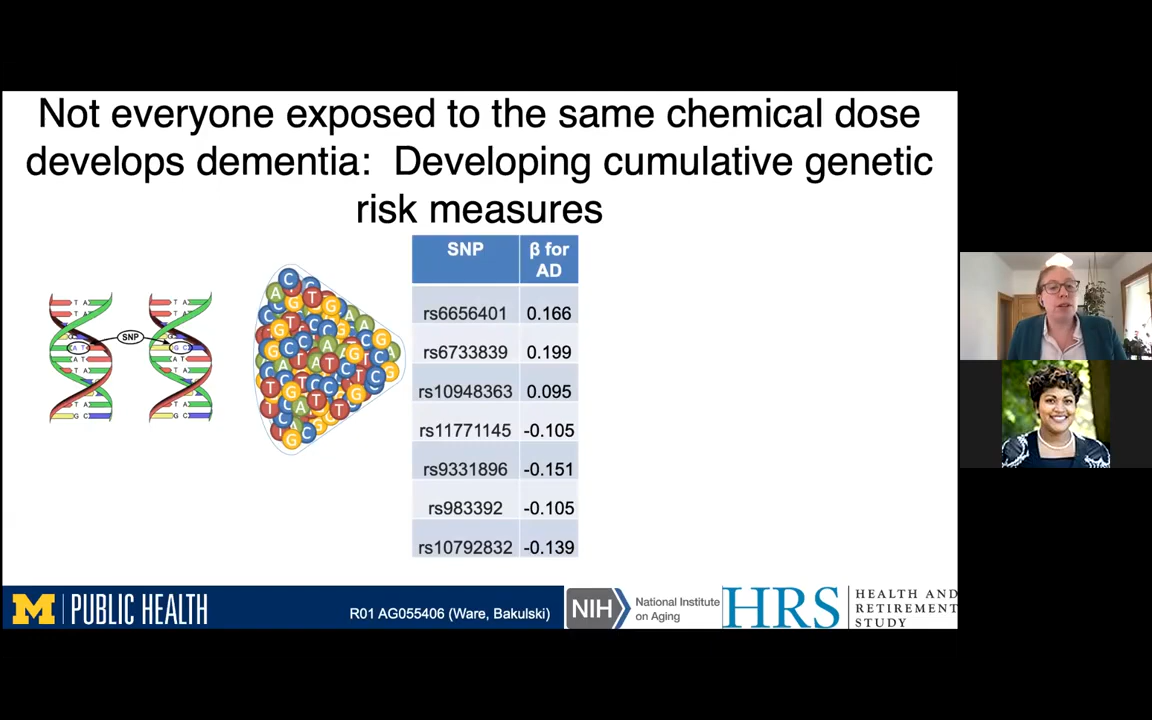 Not everyone exposed to the same chemical dose
develops dementia: Developing cumulative genetic
risk measures
SNP β for
AD
rs6656401 0.166
rs6733839 0.199
rs10948363 0.095
rs11771145 -0.105
rs9331896 -0.151
rs983392 -0.105
rs10792832 -0.139
SNP
T A
T A
A T
A T
T A
T A
G C
T A
T A
G C
A T
T A
T A
G C
M PUBLIC HEALTH
R01 AG055406 (Ware, Bakulski)
NIH National Institute
on Aging
HRS HEALTH AND
RETIREMENT
STUDY